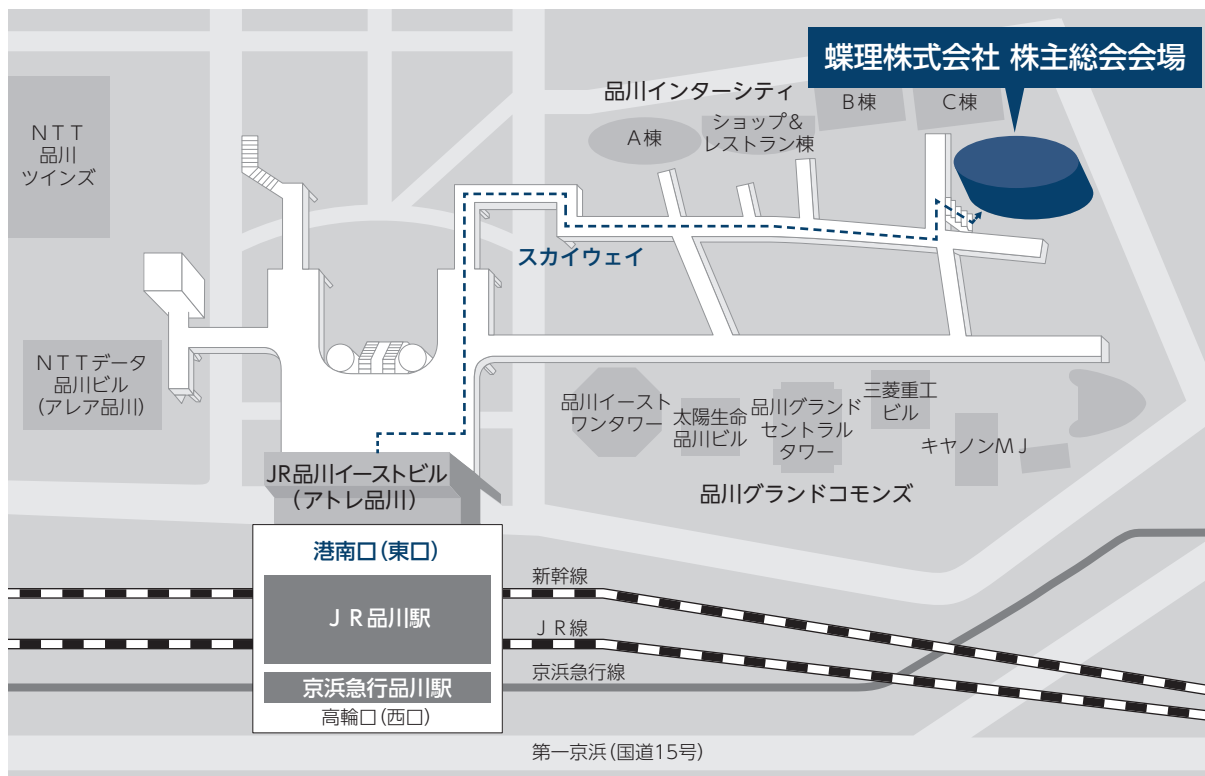 蝶理株式会社 株主総会会場
品川インターシティ
A棟
ショップ&
レストラン棟
B棟
C棟
NTT
品川
ツインズ
スカイウェイ
NTTデータ
品川ビル
(アレア品川)
品川イースト
ワンタワー
太陽生命
品川ビル
品川グランド
セントラル
タワー
三菱重工
ビル
キヤノンMJ
品川グランドコモンズ
JR品川イーストビル
(アトレ品川)
港南口(東口)
JR品川駅
京浜急行品川駅
高輪口(西口)
新幹線
JR線
京浜急行線
第一京浜(国道15号)